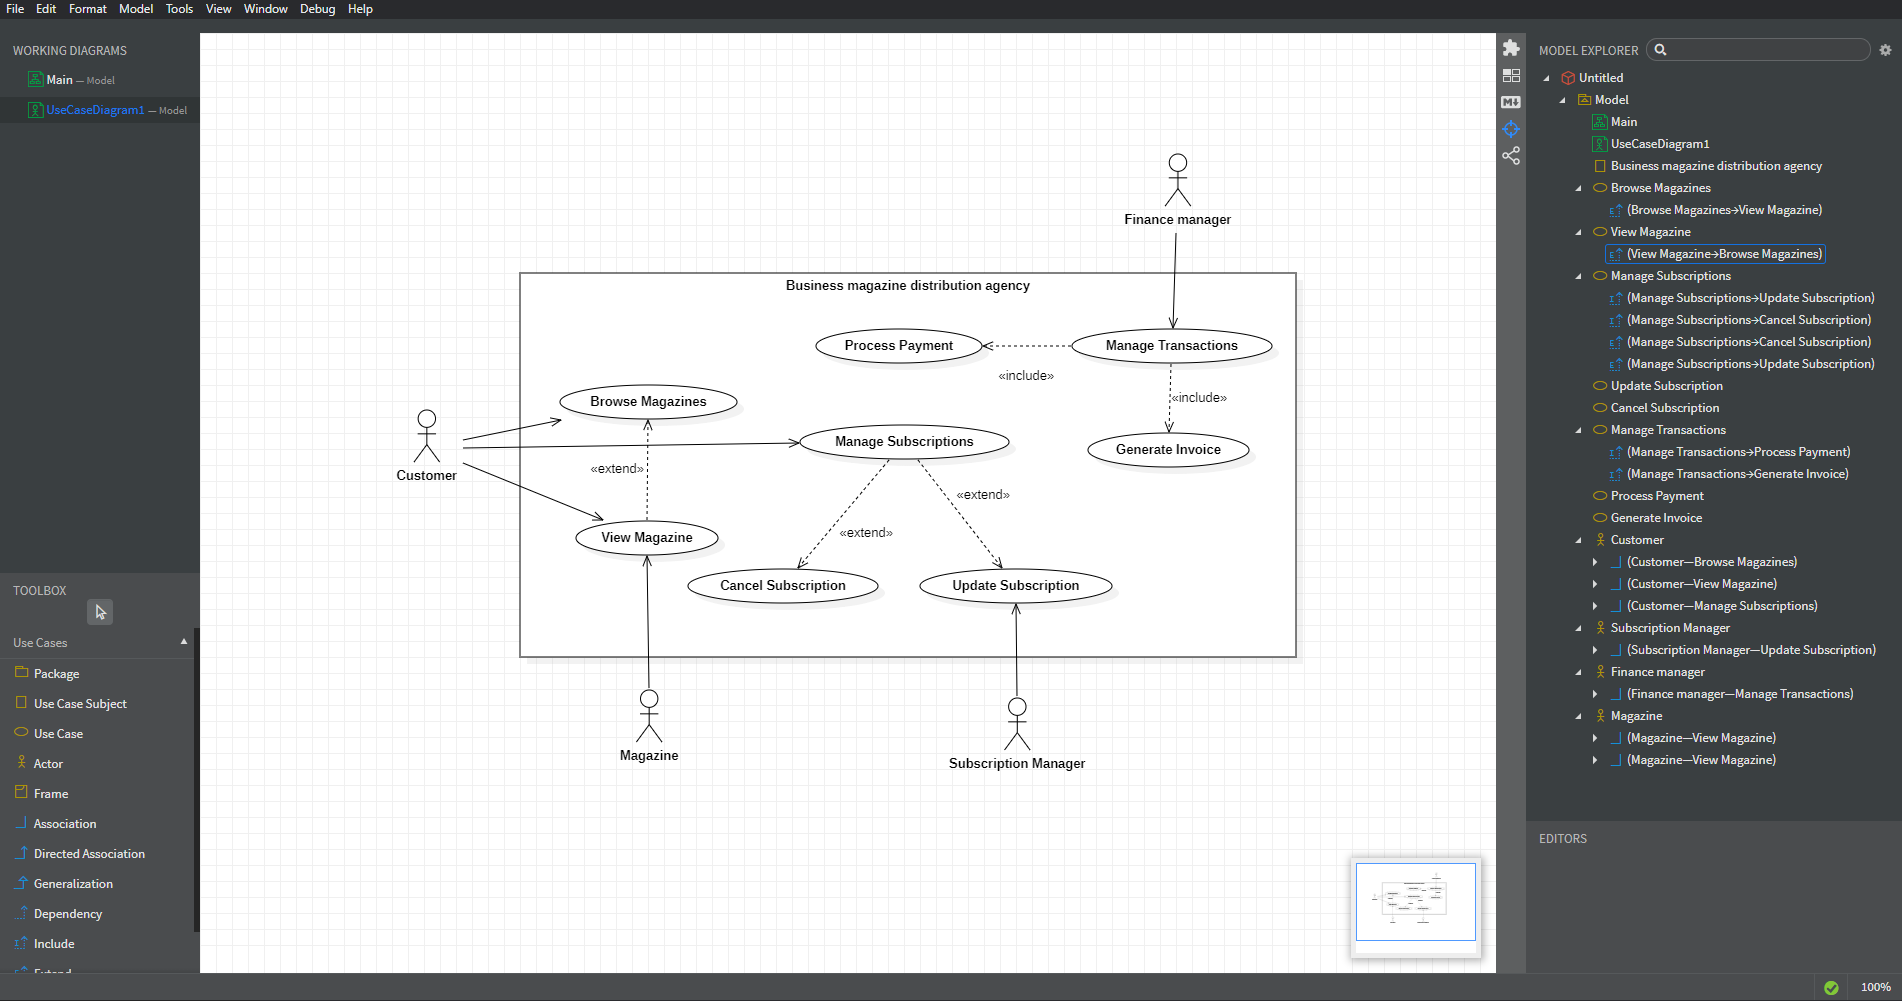 File Edit Format Model Tools View Window Debug Help
WORKING DIAGRAMS
Main — Model
UseCaseDiagram1 — Model
TOOLBOX
Use Cases
Package
Use Case Subject
Use Case
Actor
Frame
Association
Directed Association
Generalization
Dependency
Include
Extend
Finance manager
Business magazine distribution agency
Process Payment
Manage Transactions
«include»
«include»
Browse Magazines
Manage Subscriptions
Generate Invoice
Customer
«extend»
«extend»
«extend»
View Magazine
Cancel Subscription
Update Subscription
Magazine
Subscription Manager
MODEL EXPLORER
Untitled
Model
Main
UseCaseDiagram1
Business magazine distribution agency
Browse Magazines
(Browse Magazines→View Magazine)
View Magazine
(View Magazine→Browse Magazines)
Manage Subscriptions
(Manage Subscriptions→Update Subscription)
(Manage Subscriptions→Cancel Subscription)
(Manage Subscriptions→Cancel Subscription)
(Manage Subscriptions→Update Subscription)
Update Subscription
Cancel Subscription
Manage Transactions
(Manage Transactions→Process Payment)
(Manage Transactions→Generate Invoice)
Process Payment
Generate Invoice
Customer
(Customer—Browse Magazines)
(Customer—View Magazine)
(Customer—Manage Subscriptions)
Subscription Manager
(Subscription Manager—Update Subscription)
Finance manager
(Finance manager—Manage Transactions)
Magazine
(Magazine—View Magazine)
(Magazine—View Magazine)
EDITORS
100%